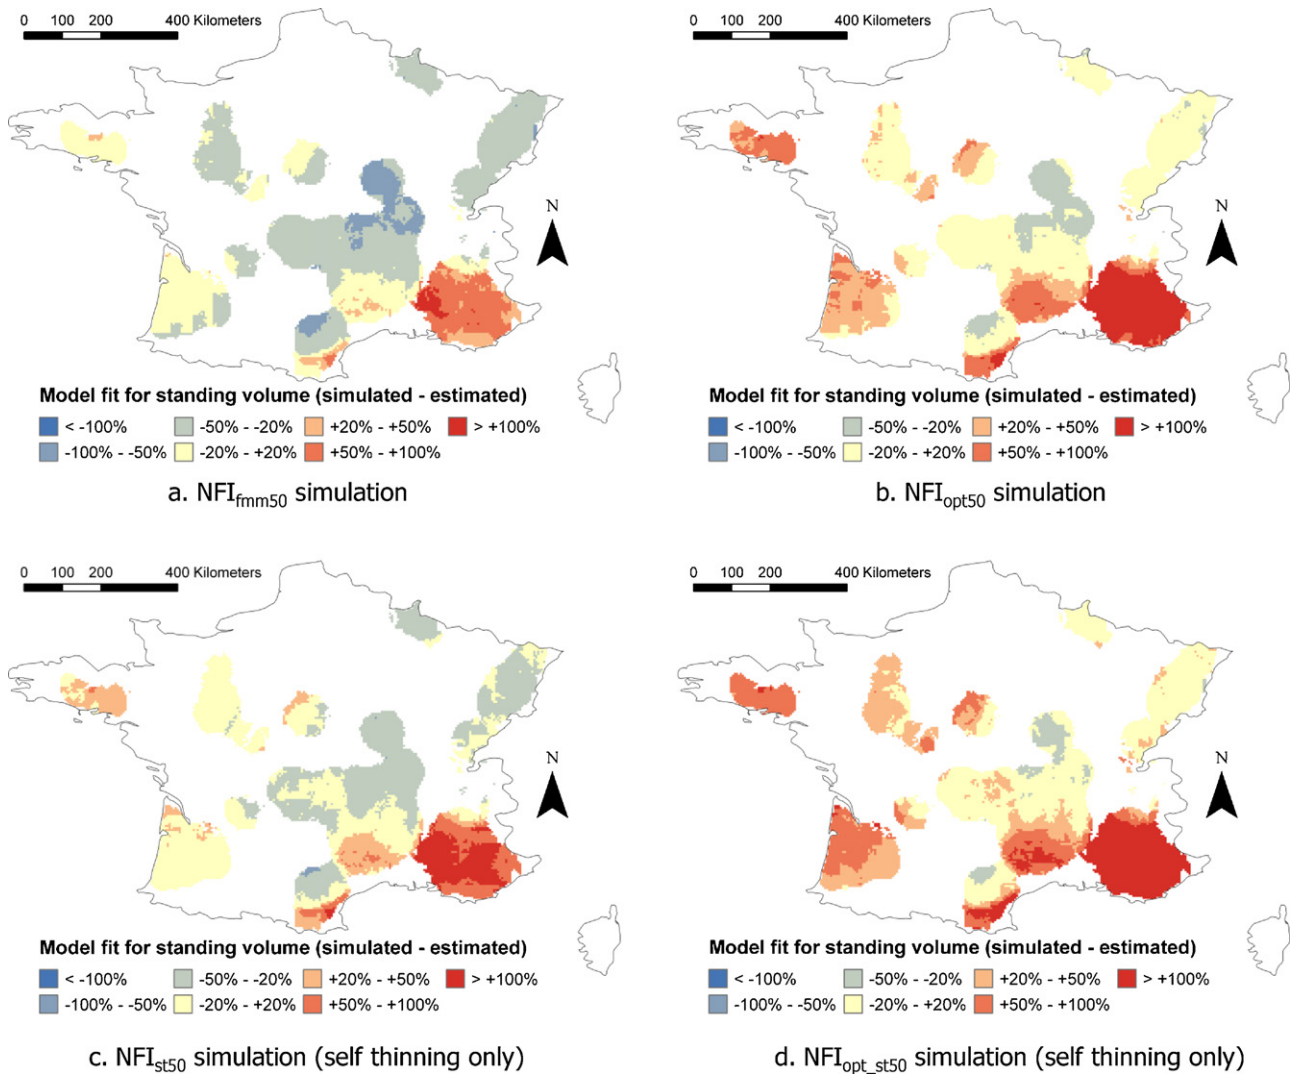 0 100 200 400 Kilometers
N
Model fit for standing volume (simulated - estimated)
< -100% -50% - -20% +20% - +50% > +100%
-100% - -50% -20% - +20% +50% - +100%
a. NFIfmm50 simulation
0 100 200 400 Kilometers
N
Model fit for standing volume (simulated - estimated)
< -100% -50% - -20% +20% - +50% > +100%
-100% - -50% -20% - +20% +50% - +100%
b. NFIopt50 simulation
0 100 200 400 Kilometers
N
Model fit for standing volume (simulated - estimated)
< -100% -50% - -20% +20% - +50% > +100%
-100% - -50% -20% - +20% +50% - +100%
c. NFIst50 simulation (self thinning only)
0 100 200 400 Kilometers
N
Model fit for standing volume (simulated - estimated)
< -100% -50% - -20% +20% - +50% > +100%
-100% - -50% -20% - +20% +50% - +100%
d. NFIopt_st50 simulation (self thinning only)